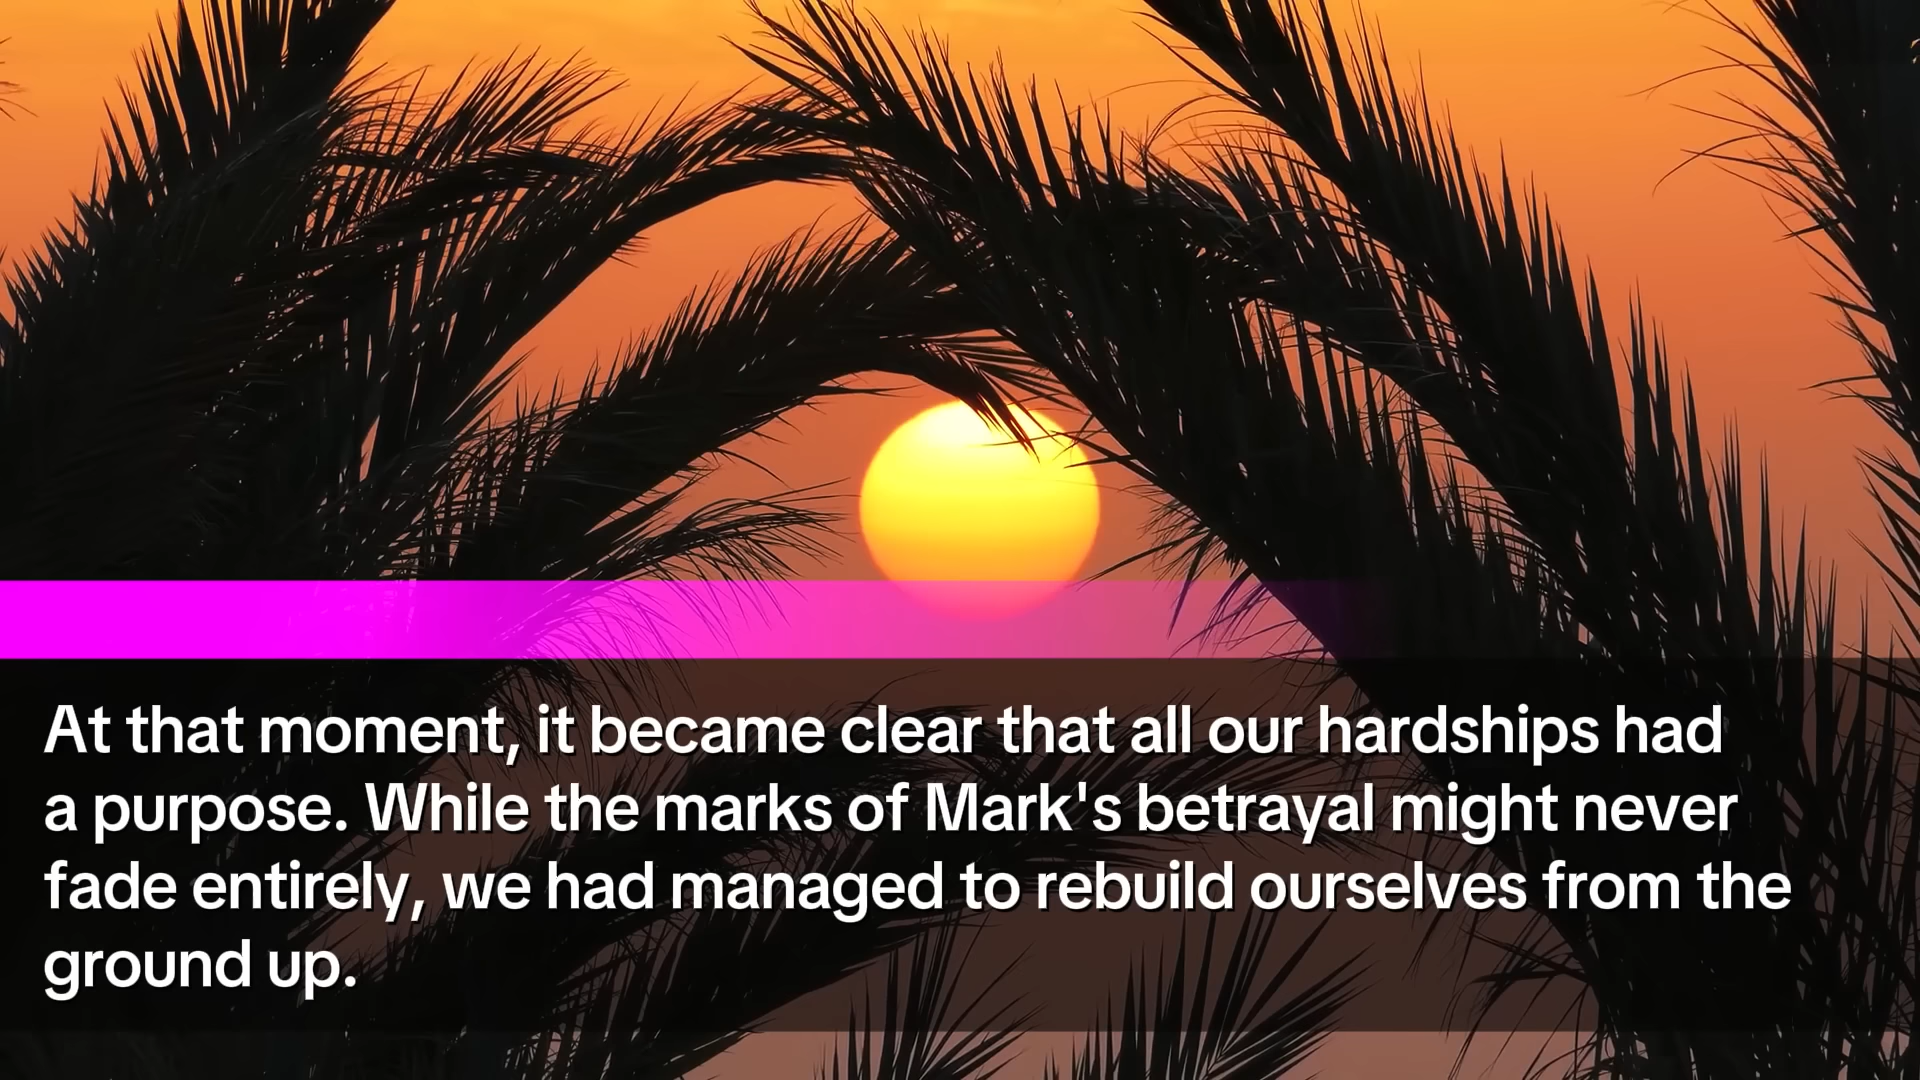 At that moment, it became clear that all our hardships had
a purpose. While the marks of Mark's betrayal might never
fade entirely, we had managed to rebuild ourselves from the
ground up.